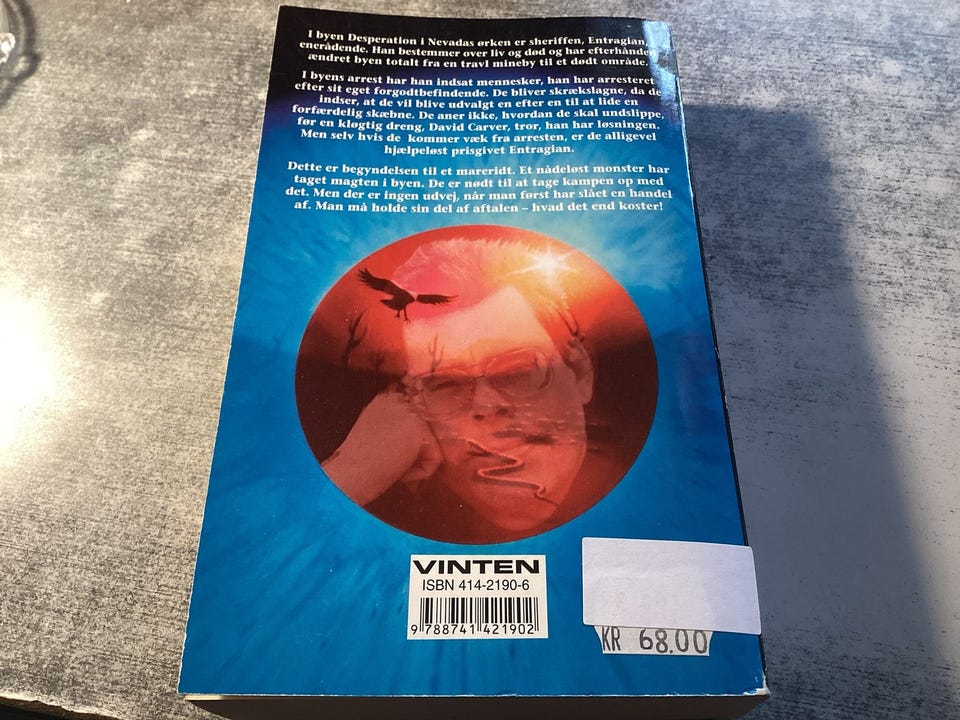 I byen Desperation i Nevadas ørken er sheriffen, Entragian,
enerådende. Han bestemmer over liv og død og har efterhånden
ændret byen totalt fra en travl mineby til et dødt område.
I byens arrest har han indsat mennesker, han har arresteret
efter sit eget forgodtbefindende. De bliver skrækslagne, da de
indser, at de vil blive udvalgt en efter en til at lide en
forfærdelig skæbne. De aner ikke, hvordan de skal undslippe,
før en kløgtig dreng, David Carver, tror, han har løsningen.
Men selv hvis de kommer væk fra arresten, er de alligevel
hjælpeløst prisgivet Entragian.
Dette er begyndelsen til et mareridt. Et nådeløst monster har
taget magten i byen. De er nødt til at tage kampen op med
det. Men der er ingen udvej, når man først har slået en handel
af. Man må holde sin del af aftalen – hvad det end koster!
VINTEN
ISBN 414-2190-6
9 788741 421902
KR 68.00